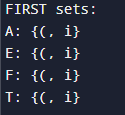 FIRST sets:
A: {(, i}
E: {(, i}
F: {(, i}
T: {(, i}